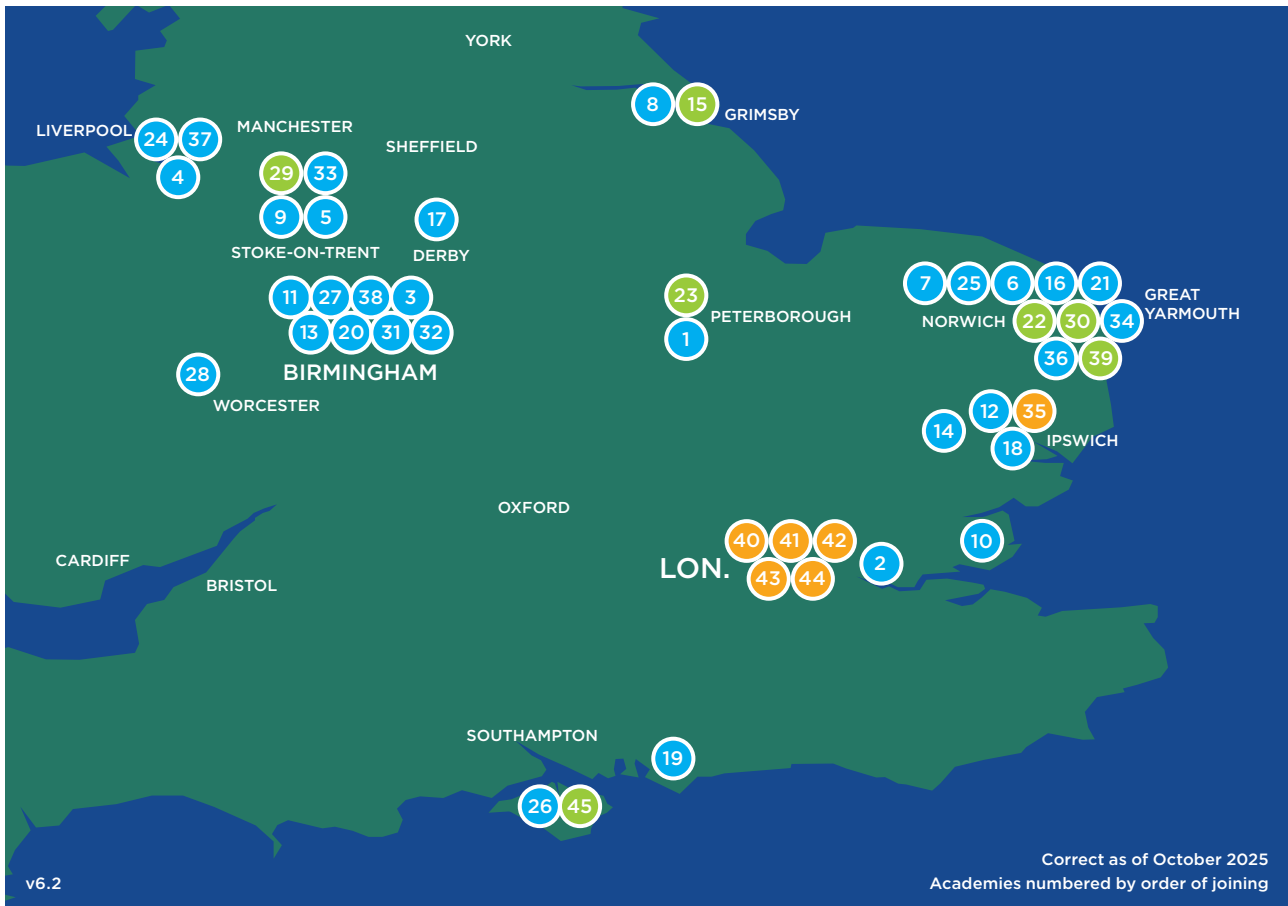 YORK
8 15
GRIMSBY
LIVERPOOL
24 37
4
MANCHESTER
SHEFFIELD
29 33
9 5
STOKE-ON-TRENT
17
DERBY
11 27 38 3
13 20 31 32
BIRMINGHAM
28
WORCESTER
23
PETERBOROUGH
1
7 25 6 16 21
GREAT
YARMOUTH
NORWICH
22 30 34
36 39
12 35
14
18
IPSWICH
OXFORD
40 41 42
LON.
43 44
2
10
CARDIFF
BRISTOL
SOUTHAMPTON
19
26 45
Correct as of October 2025
v6.2
Academies numbered by order of joining